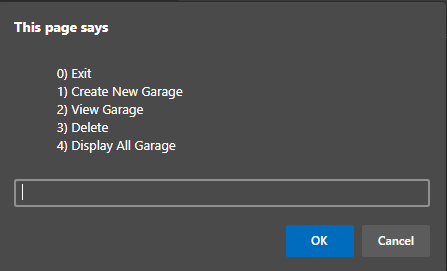 This page says
0) Exit
1) Create New Garage
2) View Garage
3) Delete
4) Display All Garage
OK
Cancel